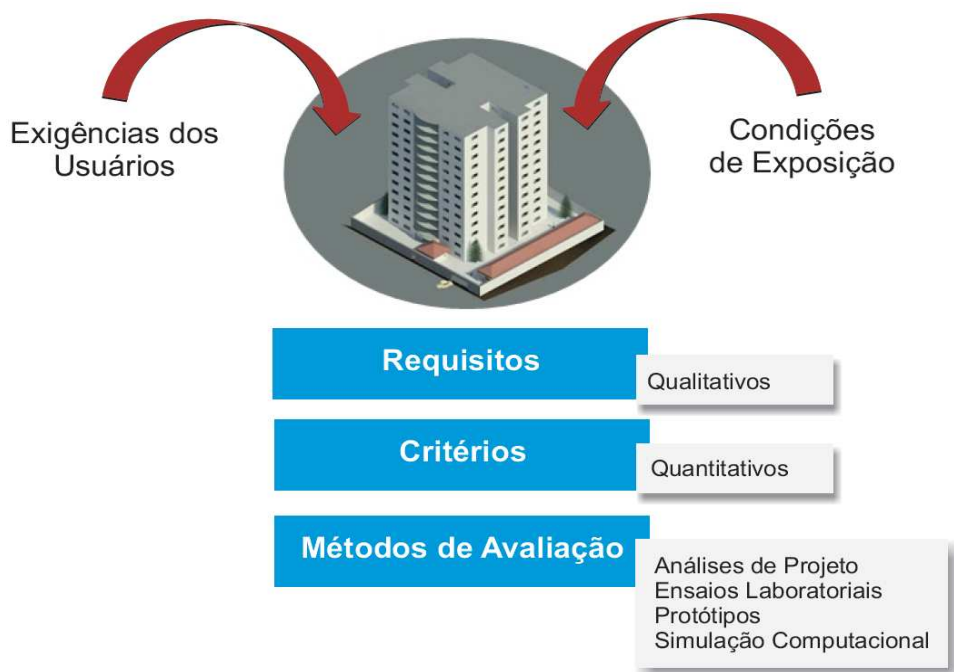 Exigências dos
Usuários
Condições
de Exposição
Requisitos
Qualitativos
Critérios
Quantitativos
Métodos de Avaliação
Análises de Projeto
Ensaios Laboratoriais
Protótipos
Simulação Computacional